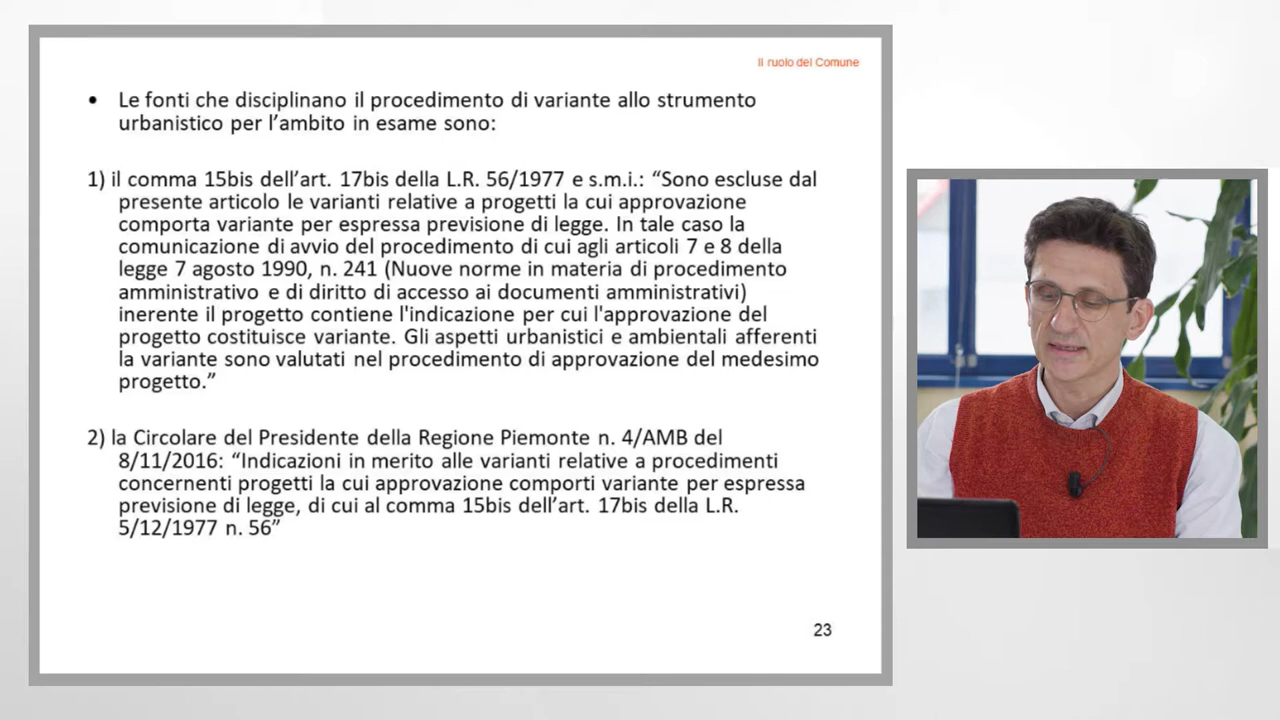 Il ruolo del Comune
• Le fonti che disciplinano il procedimento di variante allo strumento
urbanistico per l’ambito in esame sono:
1) il comma 15bis dell’art. 17bis della L.R. 56/1977 e s.m.i.: “Sono escluse dal
presente articolo le varianti relative a progetti la cui approvazione
comporta variante per espressa previsione di legge. In tale caso la
comunicazione di avvio del procedimento di cui agli articoli 7 e 8 della
legge 7 agosto 1990, n. 241 (Nuove norme in materia di procedimento
amministrativo e di diritto di accesso ai documenti amministrativi)
inerente il progetto contiene l'indicazione per cui l'approvazione del
progetto costituisce variante. Gli aspetti urbanistici e ambientali afferenti
la variante sono valutati nel procedimento di approvazione del medesimo
progetto.”
2) la Circolare del Presidente della Regione Piemonte n. 4/AMB del
8/11/2016: “Indicazioni in merito alle varianti relative a procedimenti
concernenti progetti la cui approvazione comporti variante per espressa
previsione di legge, di cui al comma 15bis dell’art. 17bis della L.R.
5/12/1977 n. 56”
23